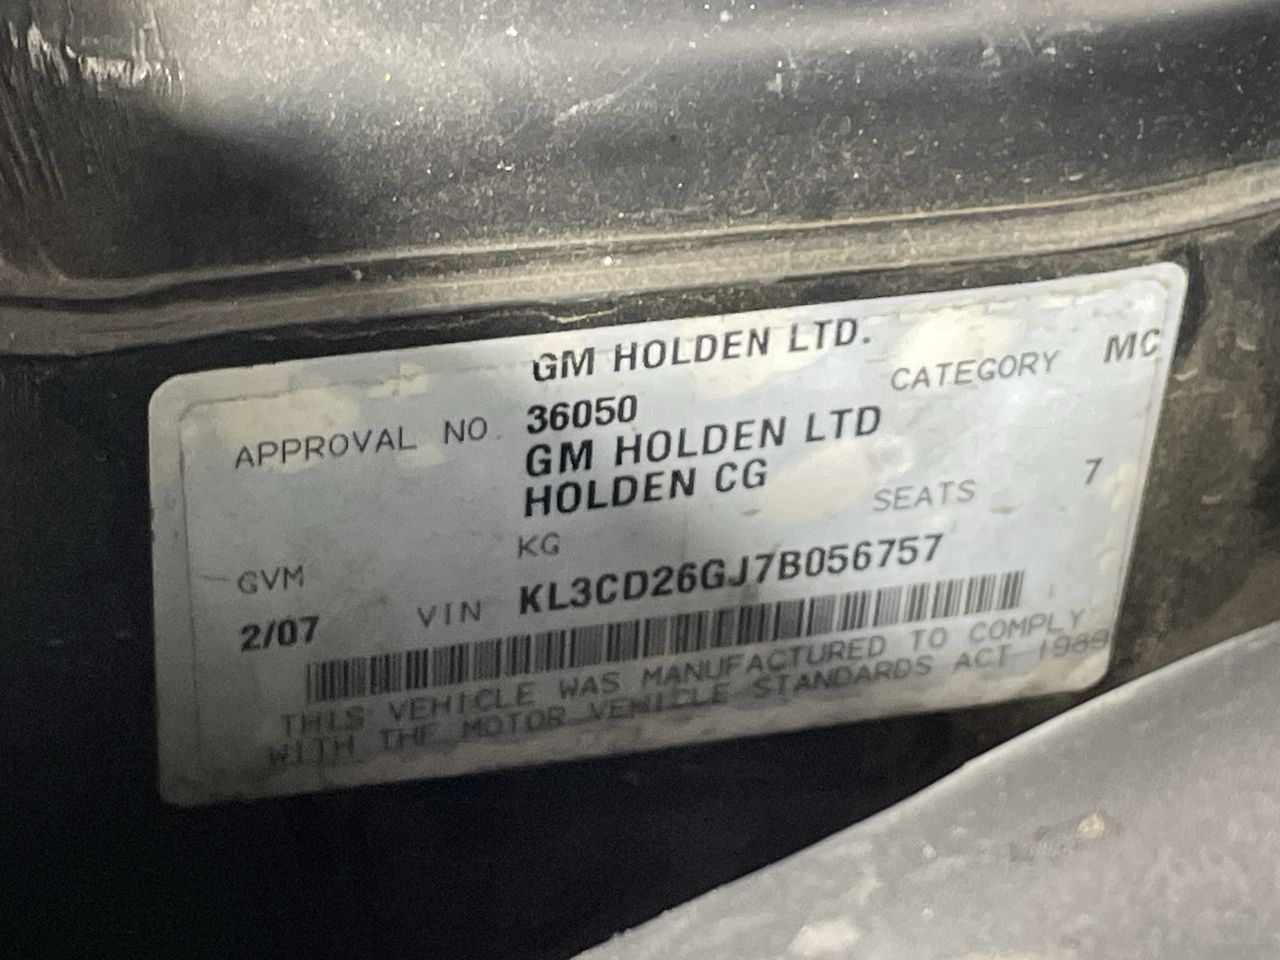 GM HOLDEN LTD.
APPROVAL NO. 36050 CATEGORY MC
GM HOLDEN LTD
HOLDEN CG SEATS 7
GVM KG
2/07 VIN KL3CD26GJ7B056757
THIS VEHICLE WAS MANUFACTURED TO COMPLY
WITH THE MOTOR VEHICLE STANDARDS ACT 1989